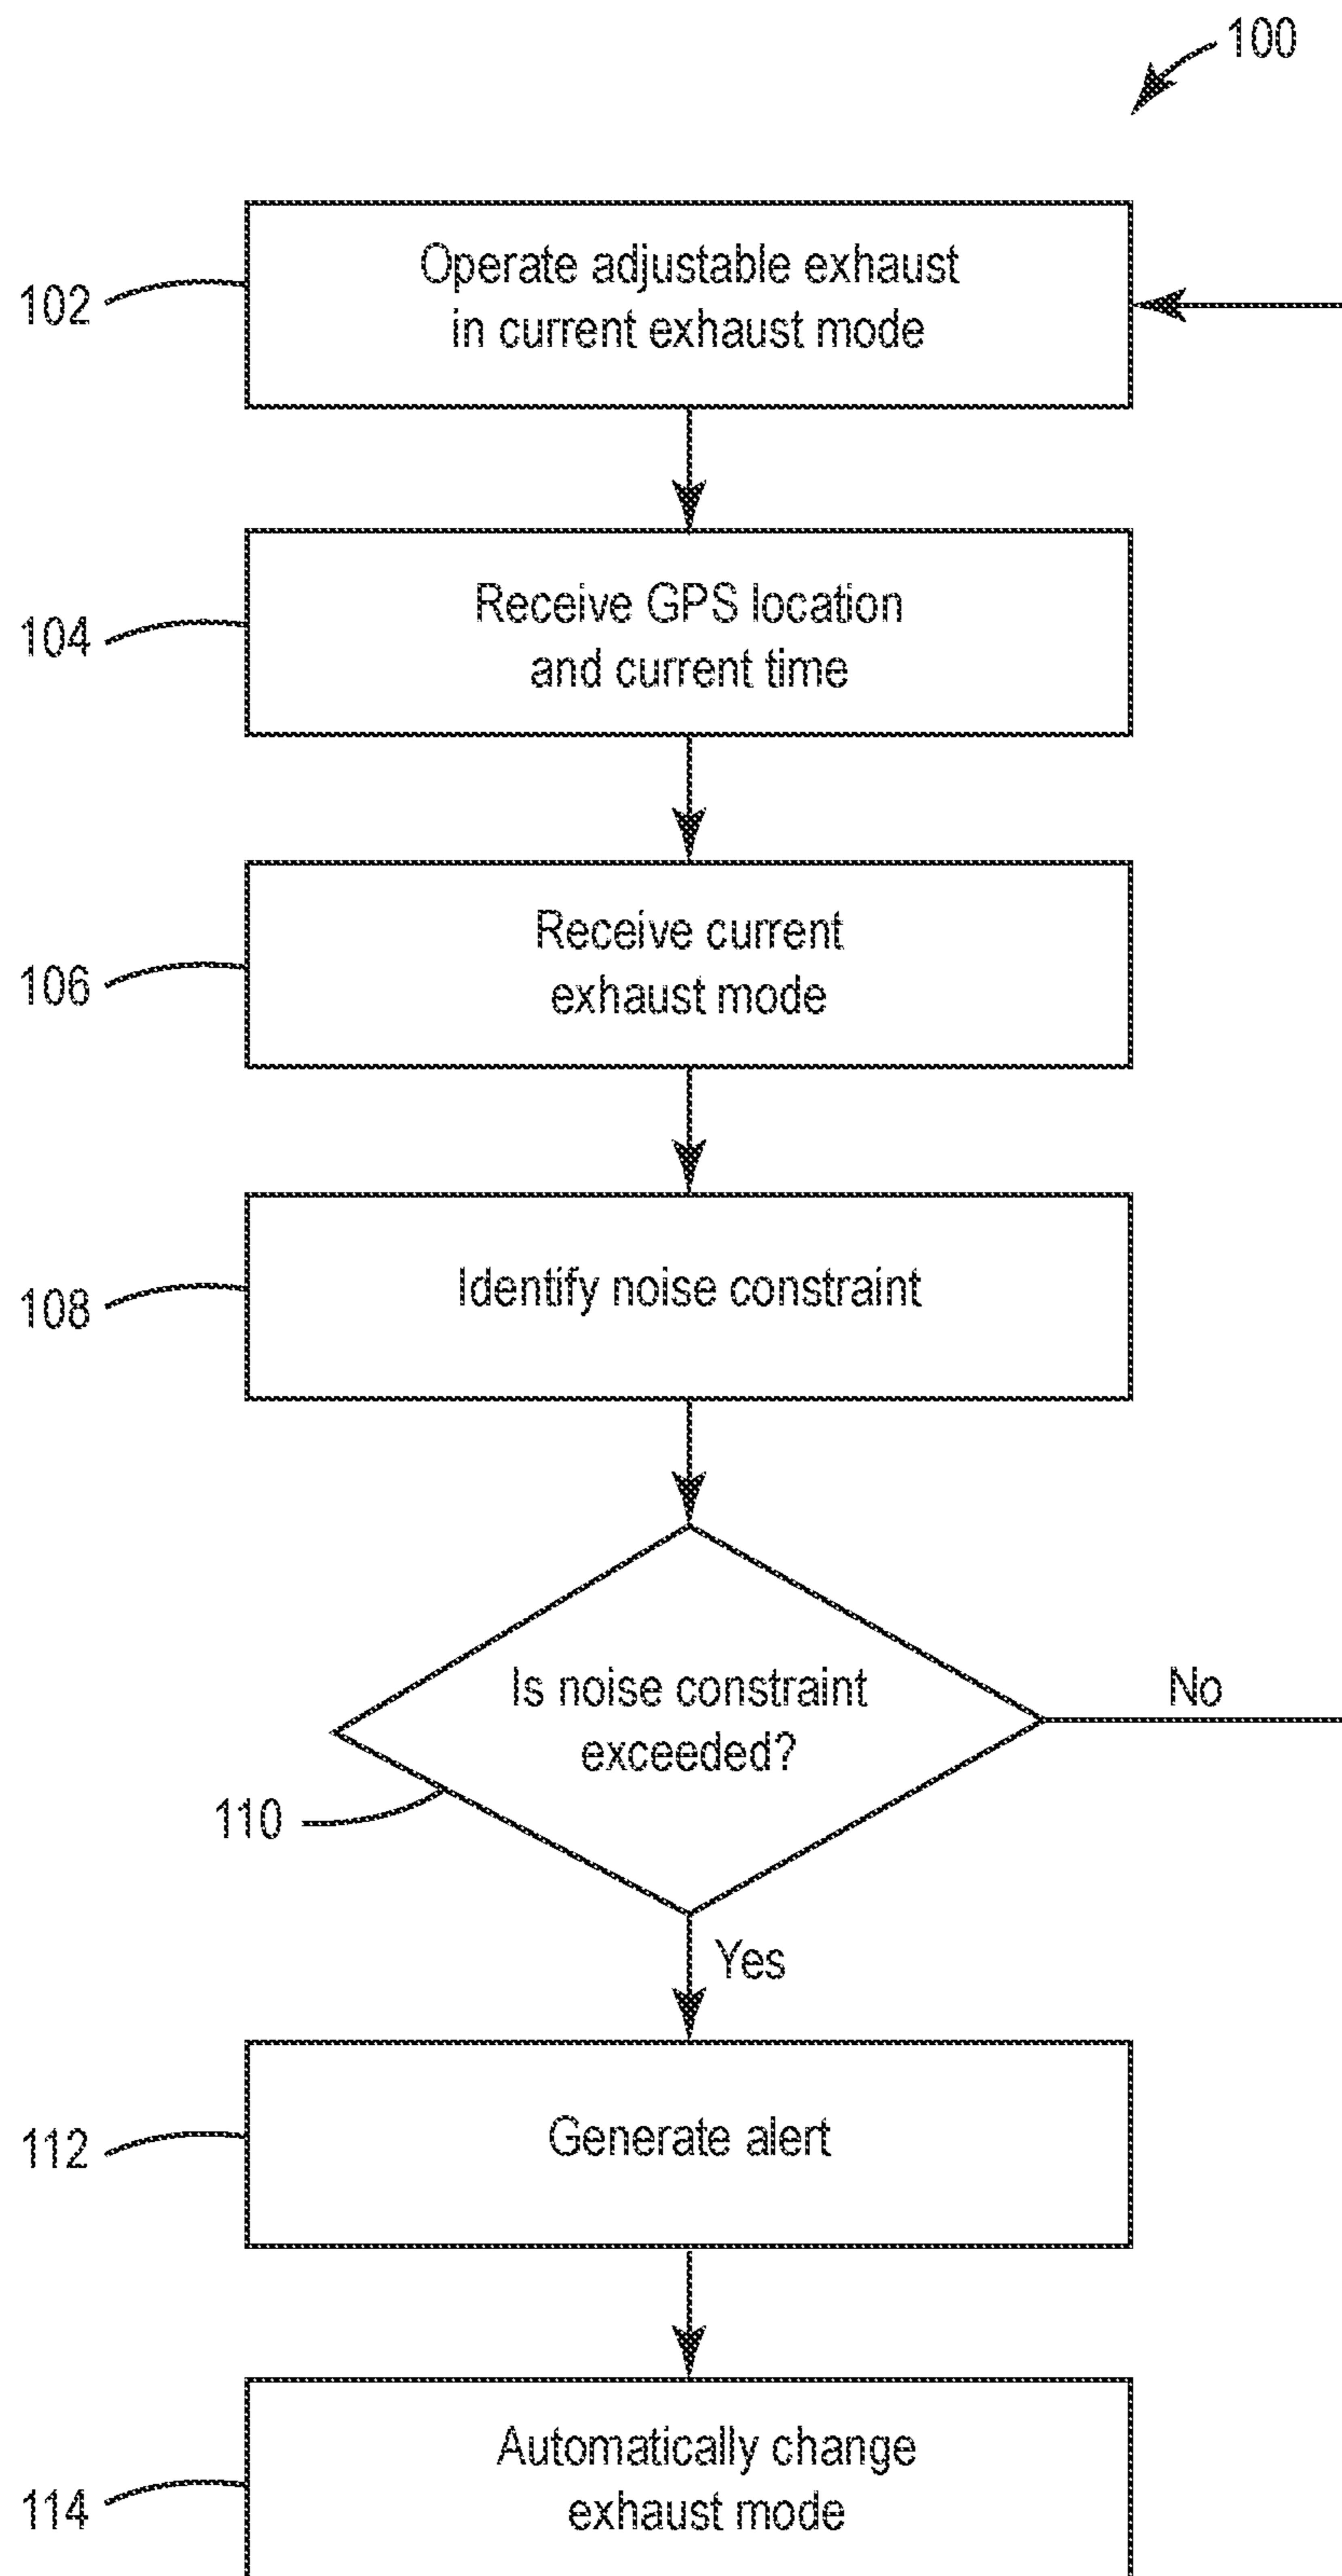 100
102
Operate adjustable exhaust
in current exhaust mode
104
Receive GPS location
and current time
106
Receive current
exhaust mode
108
Identify noise constraint
110
Is noise constraint
exceeded?
No
Yes
112
Generate alert
114
Automatically change
exhaust mode